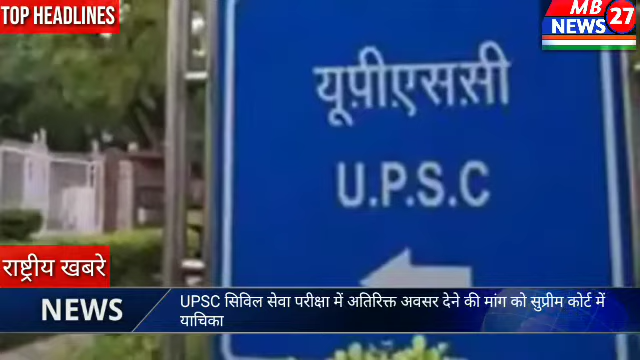 TOP HEADLINES
MB
NEWS 27
यूपीएससी
U.P.S.C
राष्ट्रीय खबरे
NEWS
UPSC सिविल सेवा परीक्षा में अतिरिक्त अवसर देने की मांग को सुप्रीम कोर्ट में
याचिका